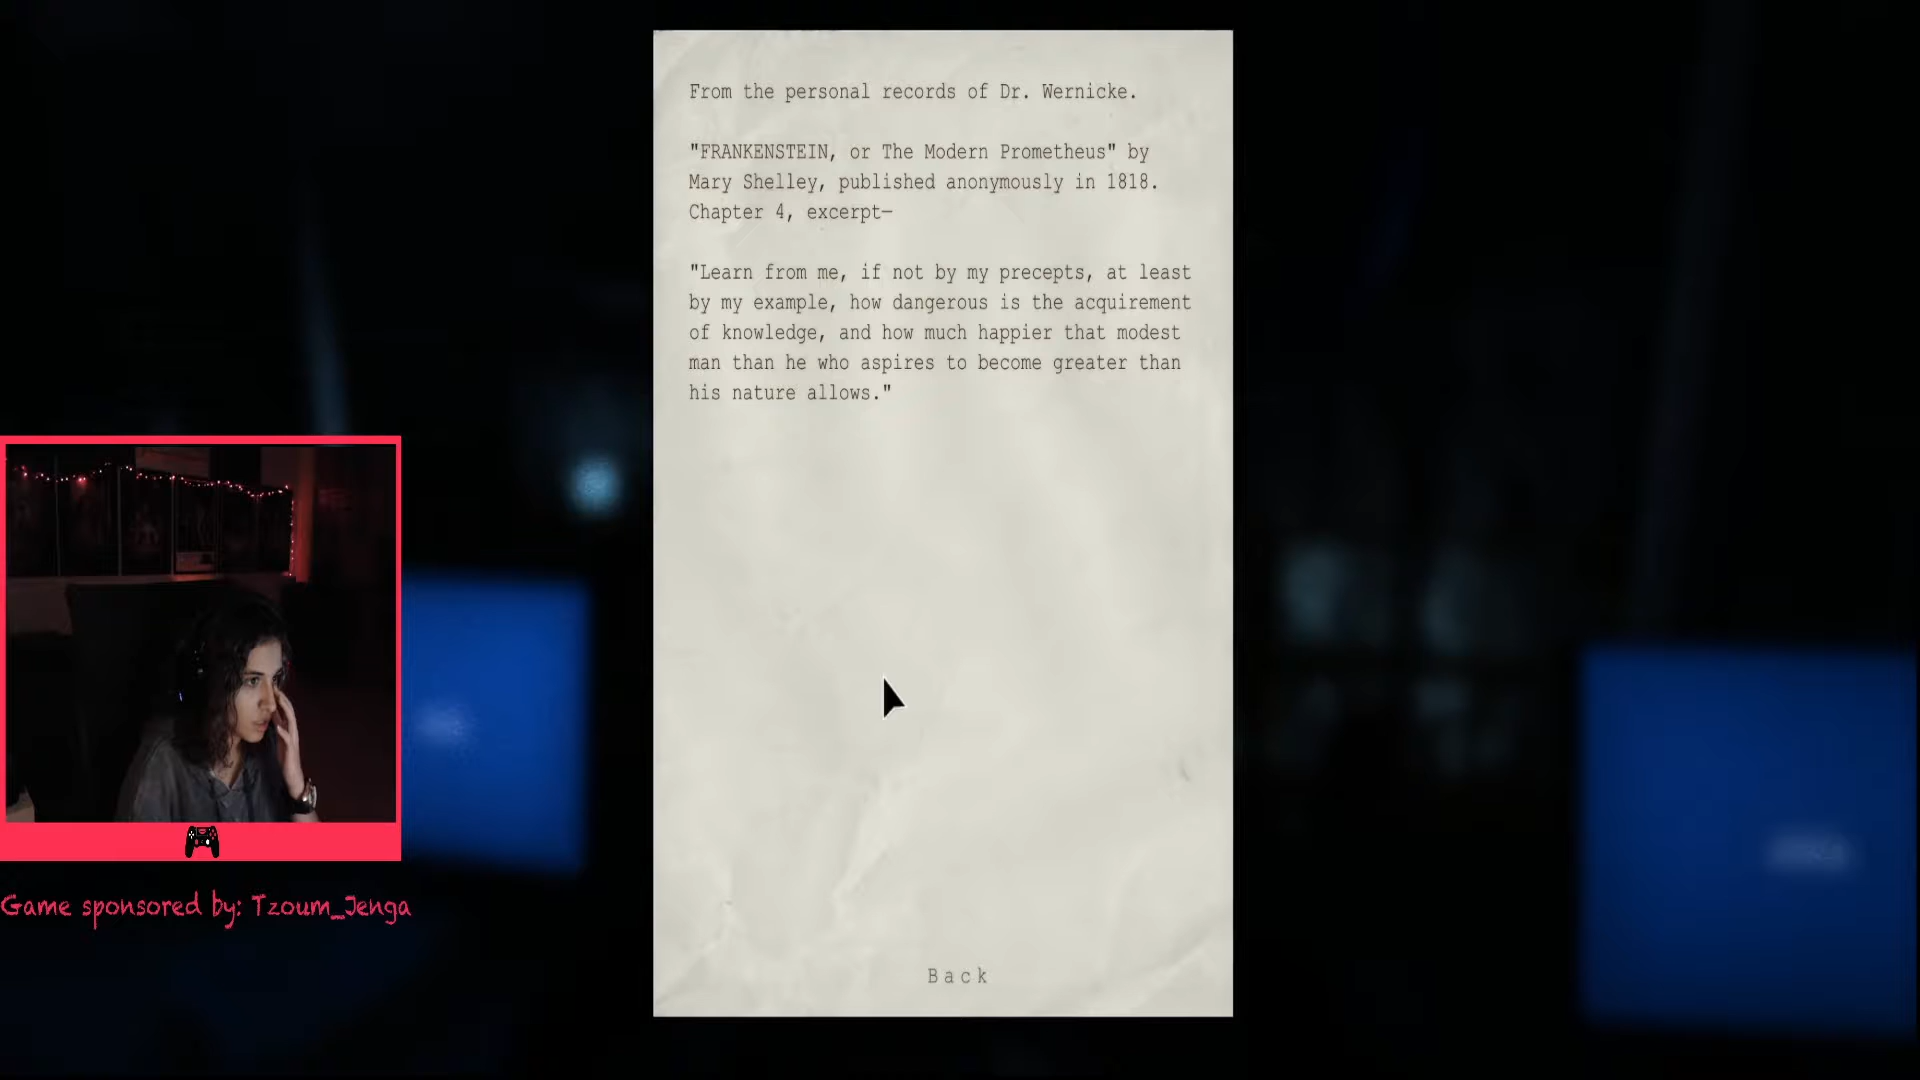 From the personal records of Dr. Wernicke.
"FRANKENSTEIN, or The Modern Prometheus" by
Mary Shelley, published anonymously in 1818.
Chapter 4, excerpt—
"Learn from me, if not by my precepts, at least
by my example, how dangerous is the acquirement
of knowledge, and how much happier that modest
man than he who aspires to become greater than
his nature allows."
Back
Game sponsored by: Tzoum_Jenga